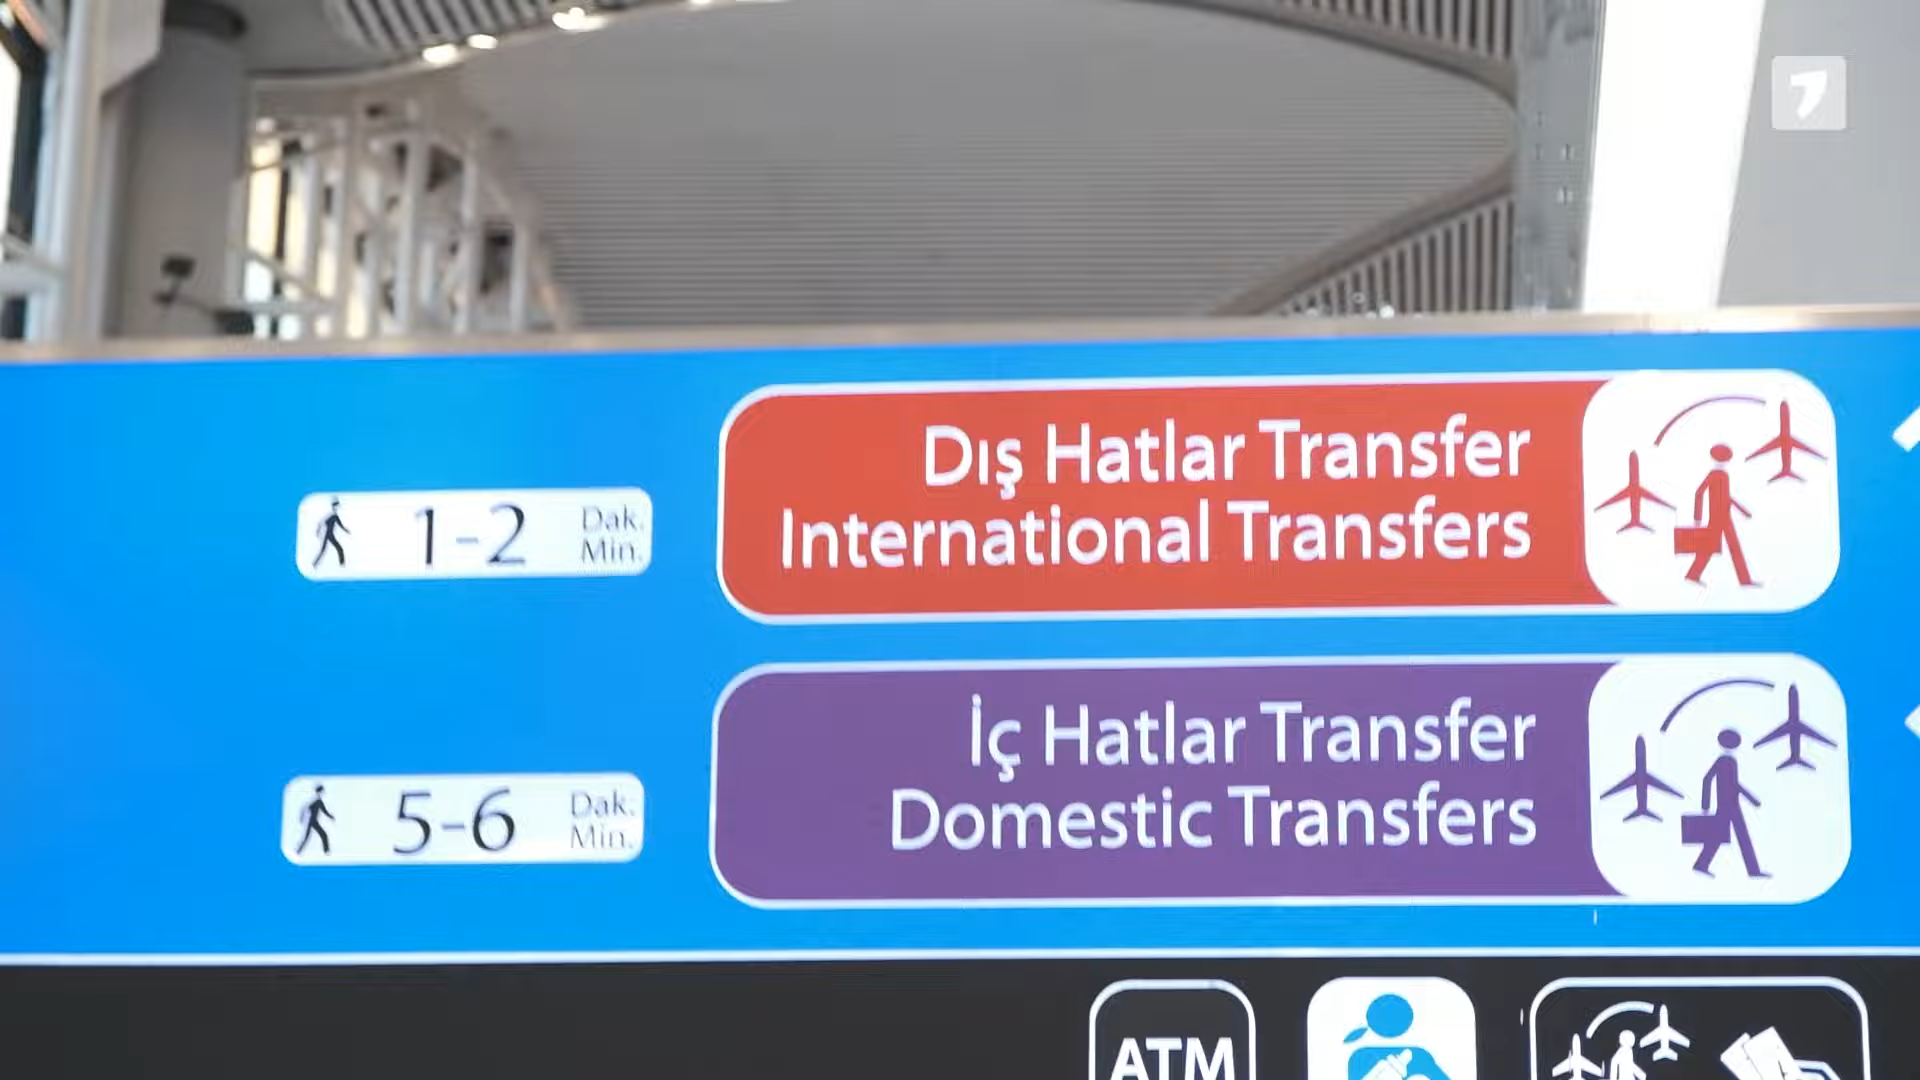 Dış Hatlar Transfer
International Transfers
1-2 Dak.
Min.
İç Hatlar Transfer
Domestic Transfers
5-6 Dak.
Min.
ATM